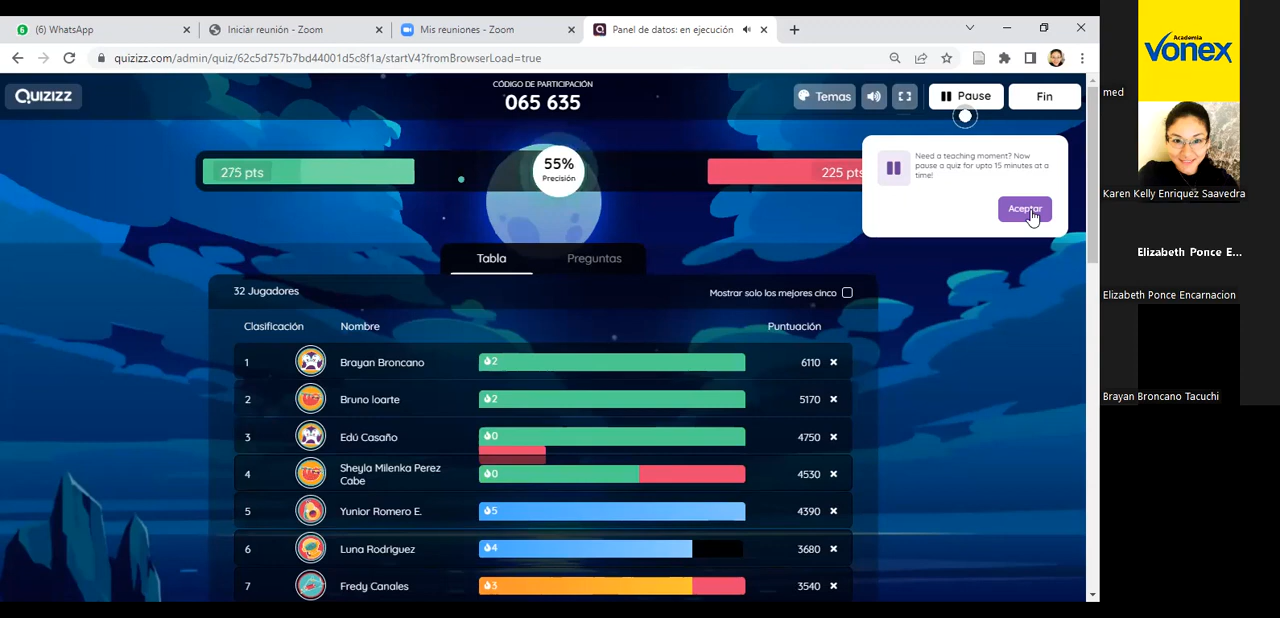 (6) WhatsApp
Iniciar reunión - Zoom
Mis reuniones - Zoom
Panel de datos: en ejecución
quizizz.com/admin/quiz/62c5d757b7bd44001d5c8f1a/startV4?fromBrowserLoad=true
Quizizz
CÓDIGO DE PARTICIPACIÓN
065 635
Temas
Pause
Fin
275 pts
55%
Precisión
225 pts
Need a teaching moment? Now
pause a quiz for upto 15 minutes at a
time!
Aceptar
Tabla
Preguntas
32 Jugadores
Mostrar solo los mejores cinco
Clasificación
Nombre
Puntuación
1 Brayan Broncano 2 6110
2 Bruno loarte 2 5170
3 Edú Casaño 0 4750
4 Sheyla Milenka Perez
Cabe 0 4530
5 Yunior Romero E. 5 4390
6 Luna Rodriguez 4 3680
7 Fredy Canales 3 3540
Academia
VONEX
med
Karen Kelly Enriquez Saavedra
Elizabeth Ponce E...
Elizabeth Ponce Encarnacion
Brayan Broncano Tacuchi